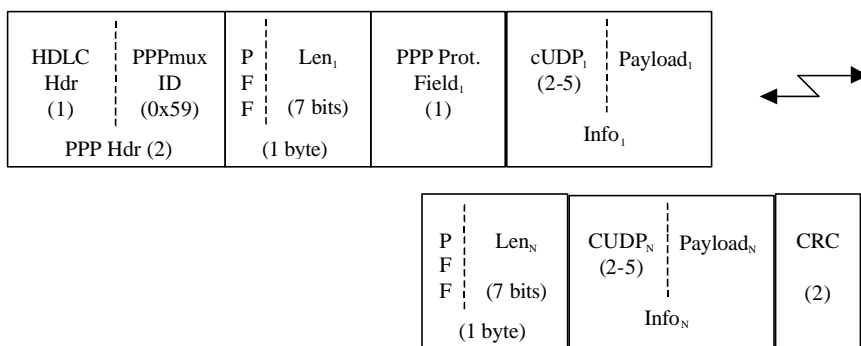 HDLC Hdr (1)
PPPmux ID (0x59)
PPP Hdr (2)
P F F
Len₁ (7 bits)
(1 byte)
PPP Prot. Field₁ (1)
cUDP₁ (2-5)
Payload₁
Info₁
P F F
Lenₙ (7 bits)
(1 byte)
CUDPₙ (2-5)
Payloadₙ
Infoₙ
CRC (2)